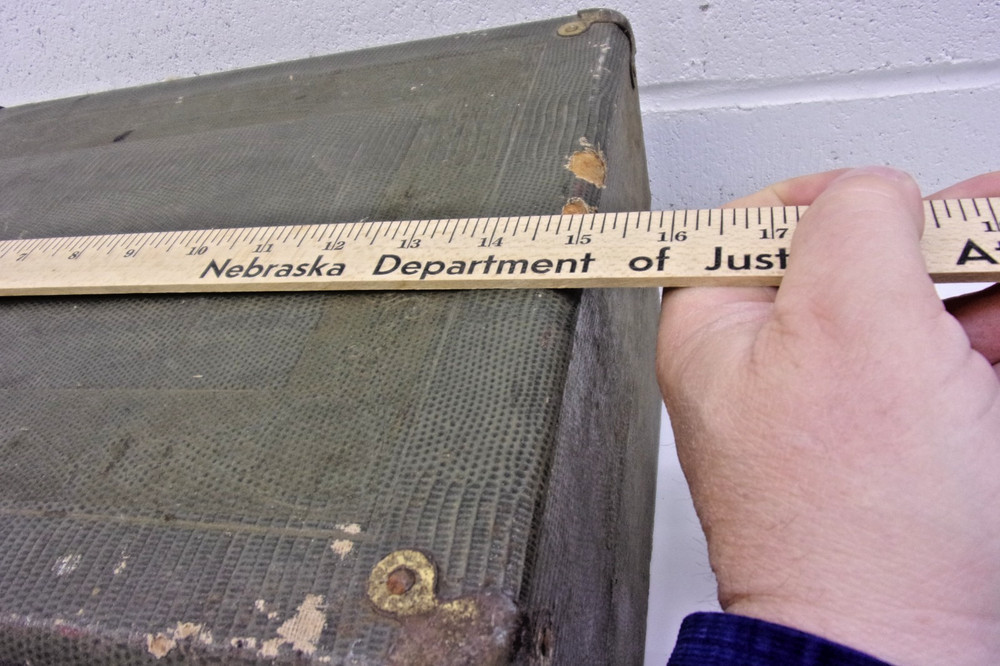 7 8 9 10 11 12 13 14 15 16 17
Nebraska Department of Just